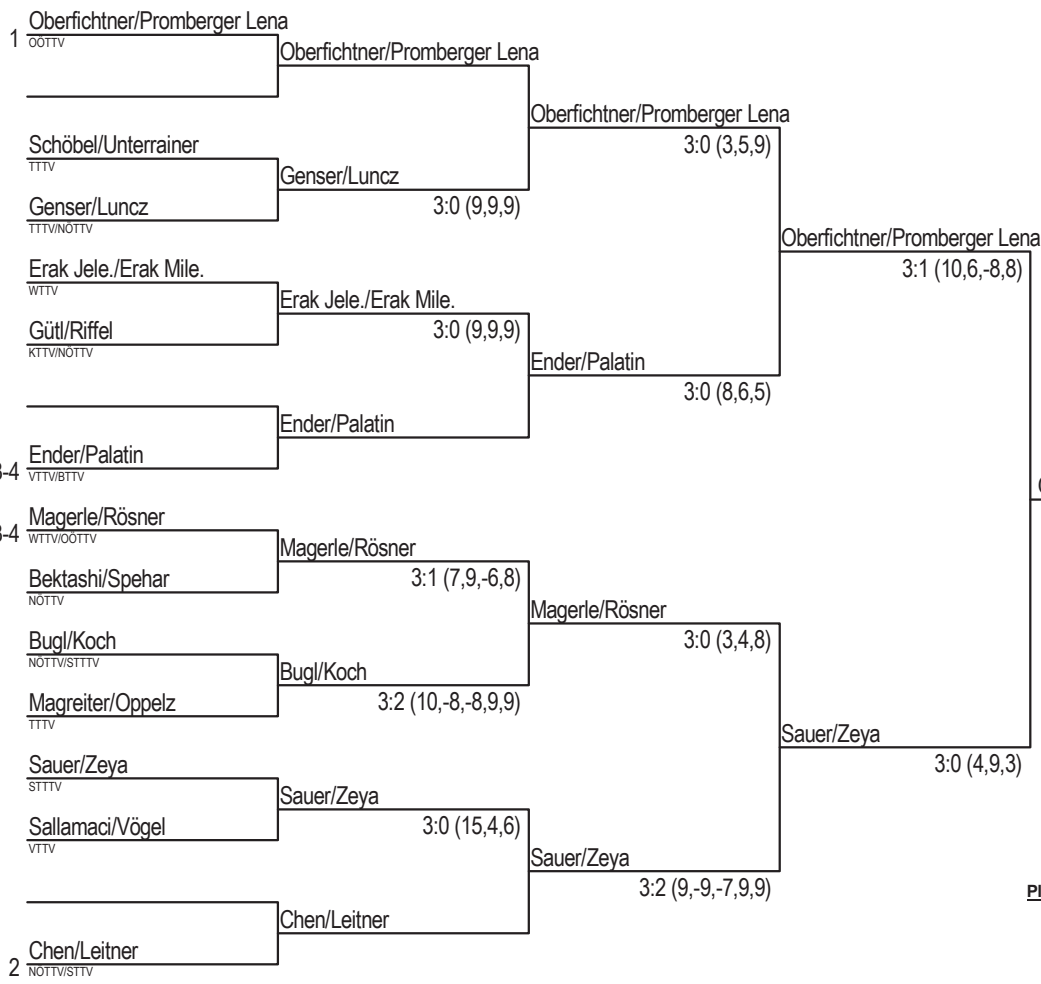 Oberfichtner/Promberger Lena
1
OÖTTV
Oberfichtner/Promberger Lena
Oberfichtner/Promberger Lena
3:0 (3,5,9)
Schöbel/Unterrainer
TTTV
Genser/Luncz
3:0 (9,9,9)
Genser/Luncz
TTTV/NÖTTV
Oberfichtner/Promberger Lena
3:1 (10,6,-8,8)
Erak Jele./Erak Mile.
WTTV
Erak Jele./Erak Mile.
3:0 (9,9,9)
Gütl/Riffel
KTTV/NÖTTV
Ender/Palatin
3:0 (8,6,5)
Ender/Palatin
Ender/Palatin
3-4
VTTV/BTTV
Magerle/Rösner
3-4
WTTV/OÖTTV
Magerle/Rösner
3:1 (7,9,-6,8)
Bektashi/Spehar
NÖTTV
Magerle/Rösner
3:0 (3,4,8)
Bugl/Koch
NÖTTV/STTTV
Bugl/Koch
3:2 (10,-8,-8,9,9)
Magreiter/Oppelz
TTTV
Sauer/Zeya
3:0 (4,9,3)
Sauer/Zeya
STTTV
Sauer/Zeya
3:0 (15,4,6)
Sallamaci/Vögel
VTTV
Sauer/Zeya
3:2 (9,-9,-7,9,9)
Chen/Leitner
Chen/Leitner
2
NÖTTV/STTV